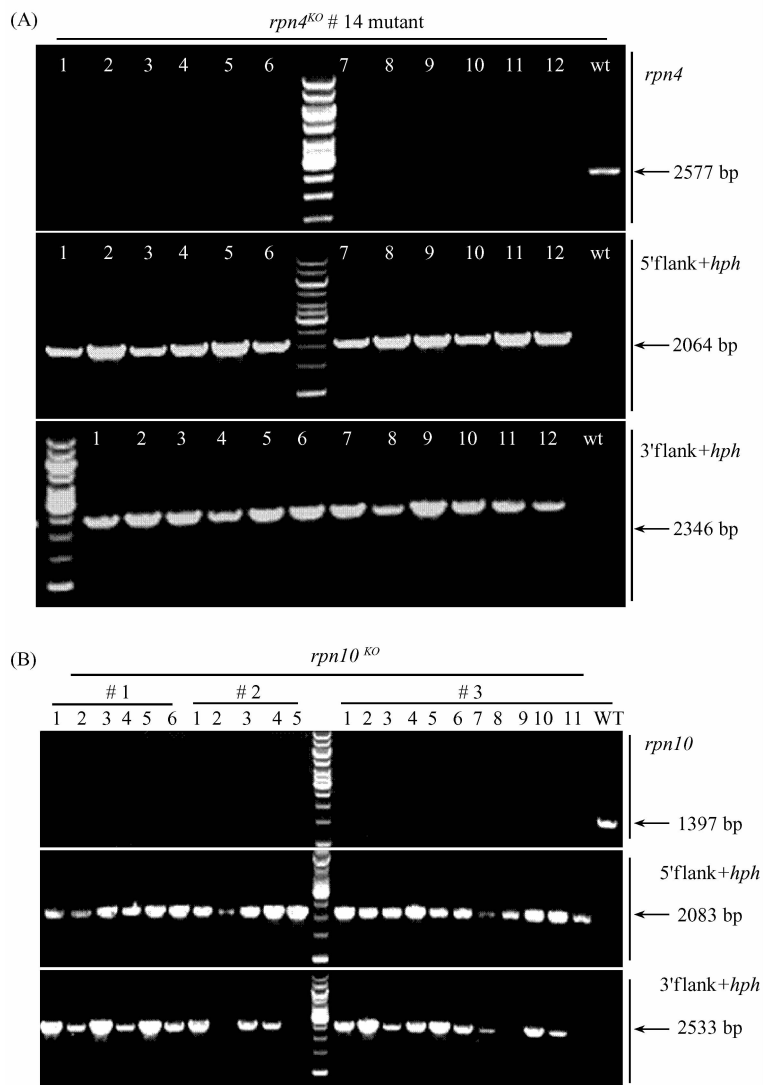 (A)
rpn4KO # 14 mutant
1 2 3 4 5 6 7 8 9 10 11 12 wt
rpn4
2577 bp
1 2 3 4 5 6 7 8 9 10 11 12 wt
5'flank+hph
2064 bp
1 2 3 4 5 6 7 8 9 10 11 12 wt
3'flank+hph
2346 bp
(B)
rpn10 KO
# 1 # 2 # 3
1 2 3 4 5 6 1 2 3 4 5 1 2 3 4 5 6 7 8 9 10 11 WT
rpn10
1397 bp
5'flank+hph
2083 bp
3'flank+hph
2533 bp